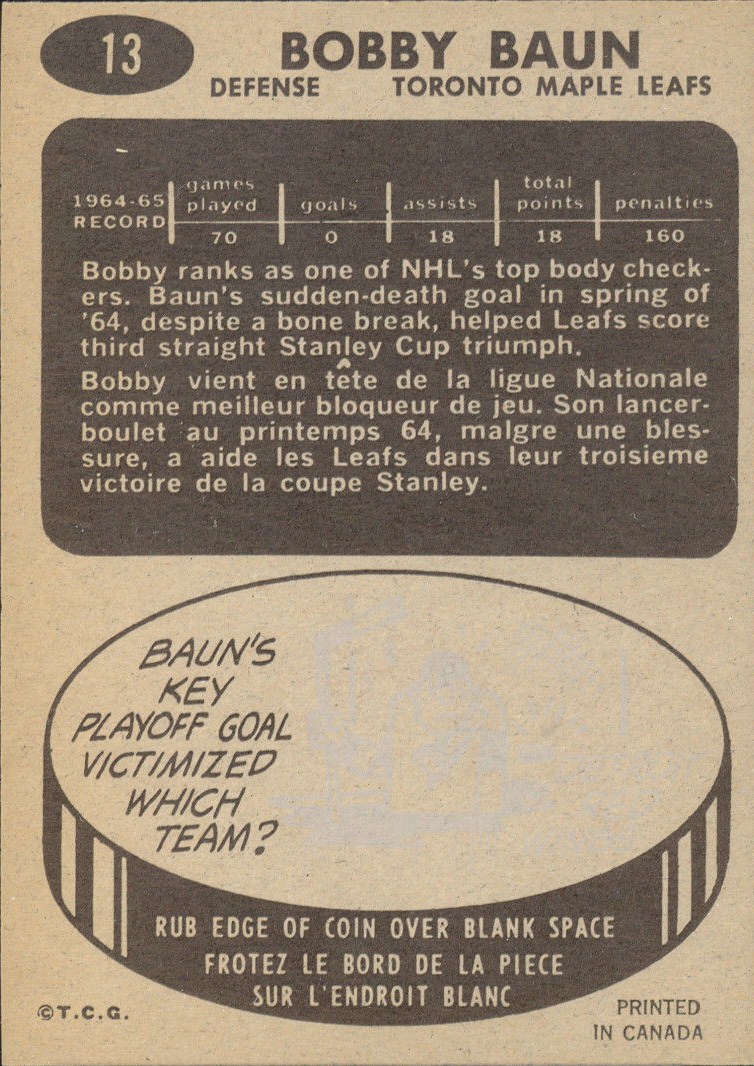 13
BOBBY BAUN
DEFENSE TORONTO MAPLE LEAFS
1964-65 RECORD games played goals assists total points penalties
70 0 18 18 160
Bobby ranks as one of NHL's top body check-
ers. Baun's sudden-death goal in spring of
'64, despite a bone break, helped Leafs score
third straight Stanley Cup triumph.
Bobby vient en tête de la ligue Nationale
comme meilleur bloqueur de jeu. Son lancer-
boulet au printemps 64, malgre une bles-
sure, a aide les Leafs dans leur troisieme
victoire de la coupe Stanley.
BAUN'S
KEY
PLAYOFF GOAL
VICTIMIZED
WHICH
TEAM?
RUB EDGE OF COIN OVER BLANK SPACE
FROTEZ LE BORD DE LA PIECE
SUR L'ENDROIT BLANC
©T.C.G.
PRINTED
IN CANADA